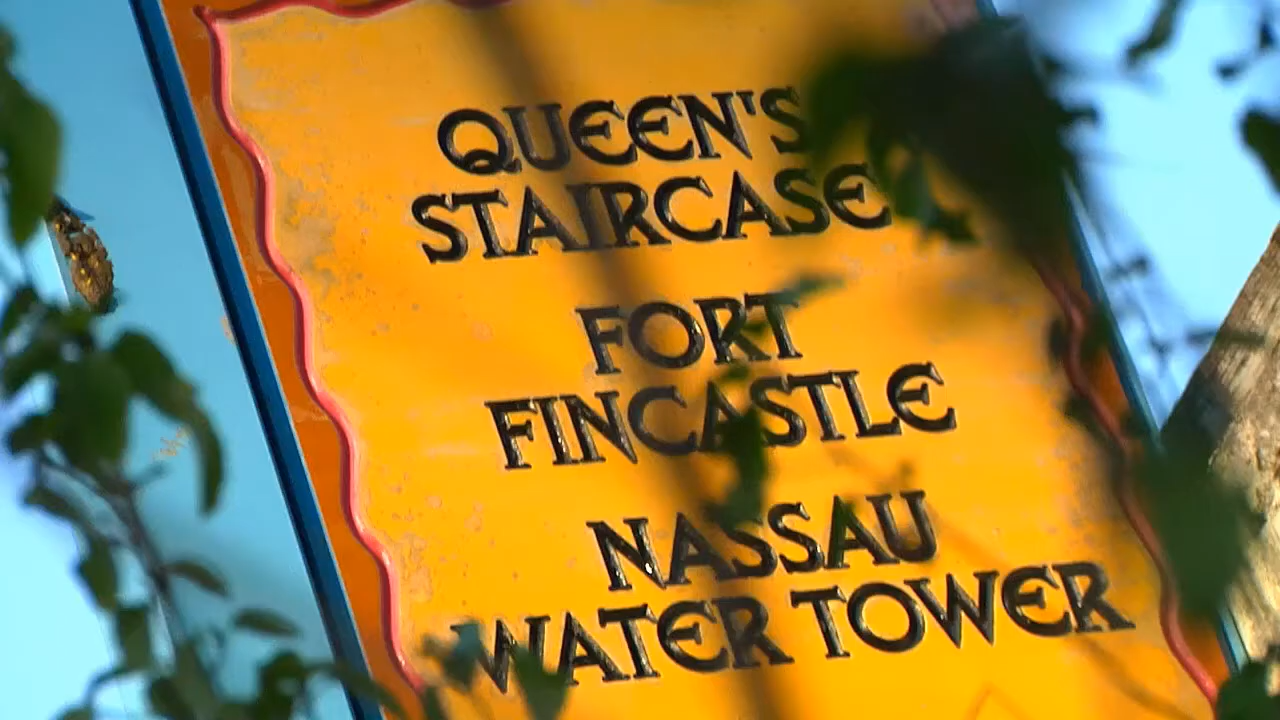 QUEEN'S
STAIRCASE
FORT
FINCASTLE
NASSAU
WATER TOWER